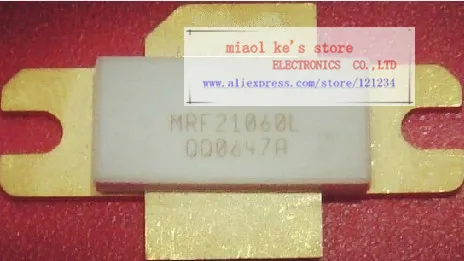 miaol ke's store
ELECTRONICS CO.,LTD
www.aliexpress.com/store/121234
MRF21060L
QQ0647A